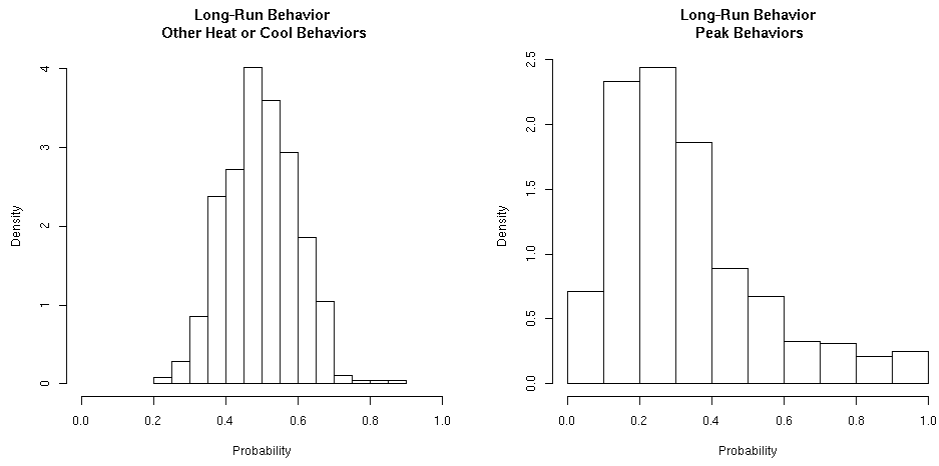 Long-Run Behavior
Other Heat or Cool Behaviors
Density
4
3
2
1
0
0.0 0.2 0.4 0.6 0.8 1.0
Probability
Long-Run Behavior
Peak Behaviors
Density
2.5
2.0
1.5
1.0
0.5
0.0
0.0 0.2 0.4 0.6 0.8 1.0
Probability